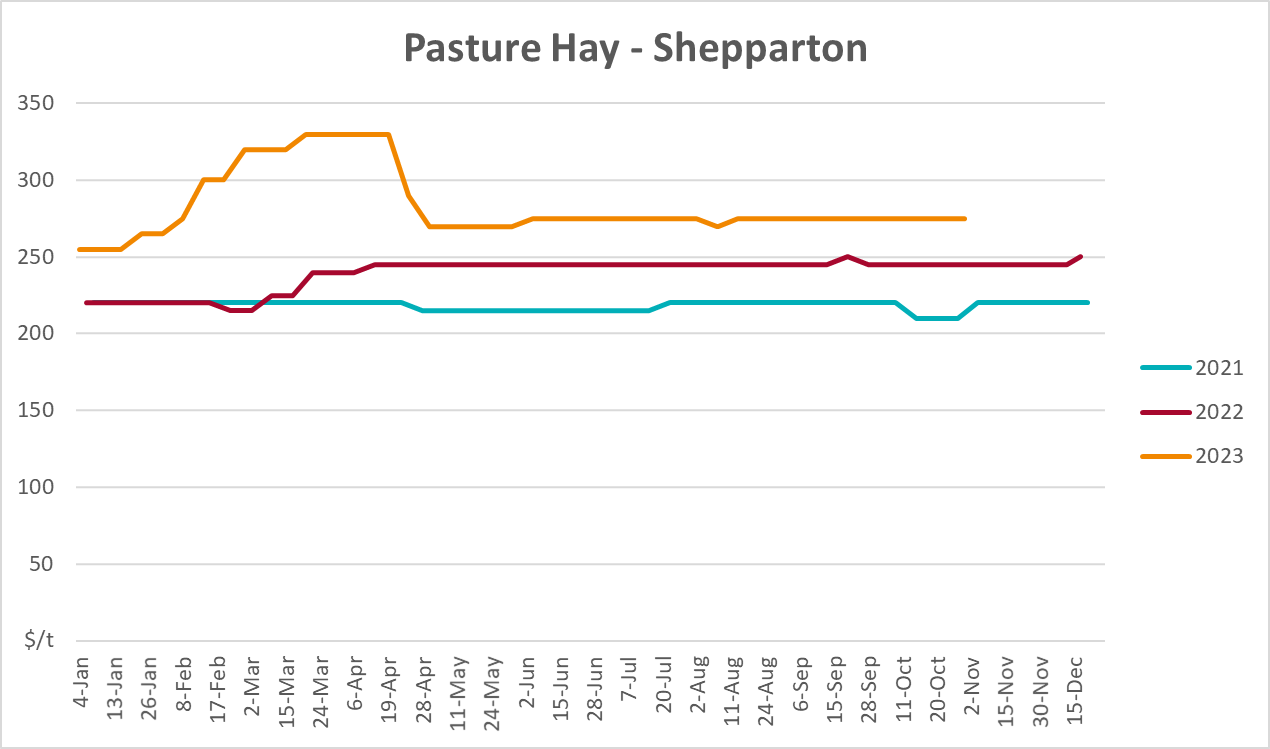 Pasture Hay - Shepparton
350
300
250
200
150
100
50
$/t
4-Jan
13-Jan
26-Jan
8-Feb
17-Feb
2-Mar
15-Mar
24-Mar
6-Apr
19-Apr
28-Apr
11-May
24-May
2-Jun
15-Jun
28-Jun
7-Jul
20-Jul
2-Aug
11-Aug
24-Aug
6-Sep
15-Sep
28-Sep
11-Oct
20-Oct
2-Nov
15-Nov
30-Nov
15-Dec
2021
2022
2023